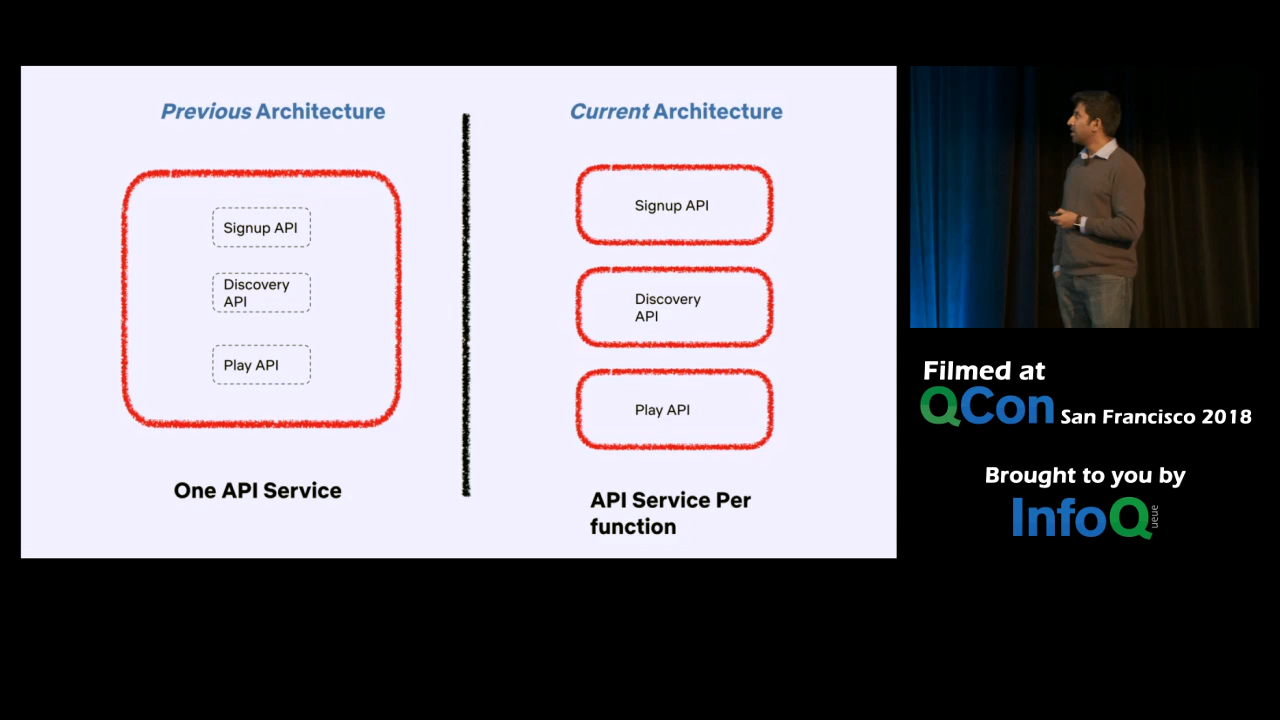 Previous Architecture
Signup API
Discovery
API
Play API
One API Service
Current Architecture
Signup API
Discovery
API
Play API
API Service Per
function
Filmed at
QCon San Francisco 2018
Brought to you by
InfoQ
ueue